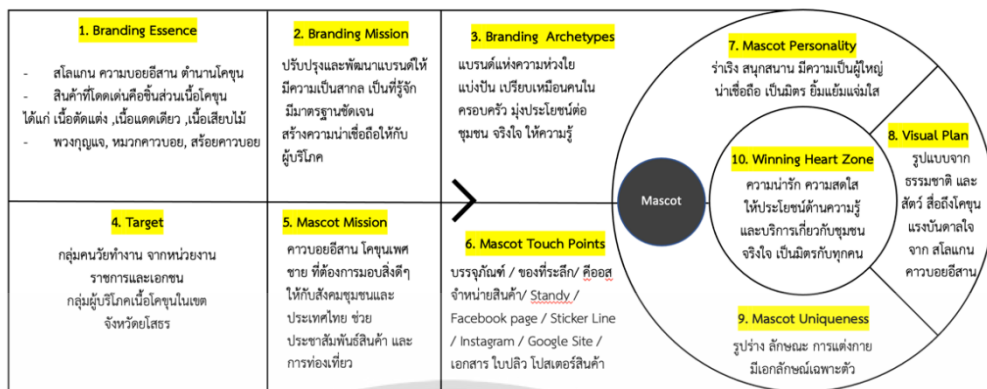 1. Branding Essence
- สโลแกน ความบอยอีสาน ตำนานโคขุน
- สินค้าที่โดดเด่นคือชิ้นส่วนเนื้อโคขุน
ได้แก่ เนื้อตัดแต่ง ,เนื้อแดดเดียว ,เนื้อเสียบไม้
- พวงกุญแจ, หมวกคาวบอย, สร้อยคาวบอย
2. Branding Mission
ปรับปรุงและพัฒนาแบรนด์ให้
มีความเป็นสากล เป็นที่รู้จัก
มีมาตรฐานชัดเจน
สร้างความน่าเชื่อถือให้กับ
ผู้บริโภค
3. Branding Archetypes
แบรนด์แห่งความห่วงใย
แบ่งปัน เปรียบเหมือนคนใน
ครอบครัว มุ่งประโยชน์ต่อ
ชุมชน จริงใจ ให้ความรู้
4. Target
กลุ่มคนวัยทำงาน จากหน่วยงาน
ราชการและเอกชน
กลุ่มผู้บริโภคเนื้อโคขุนในเขต
จังหวัดยโสธร
5. Mascot Mission
คาวบอยอีสาน โคขุนเพศ
ชาย ที่ต้องการมอบสิ่งดีๆ
ให้กับสังคมชุมชนและ
ประเทศไทย ช่วย
ประชาสัมพันธ์สินค้า และ
การท่องเที่ยว
6. Mascot Touch Points
บรรจุภัณฑ์ / ของที่ระลึก/ คีออส
จำหน่ายสินค้า/ Standy /
Facebook page / Sticker Line
/ Instagram / Google Site /
เอกสาร ใบปลิว โปสเตอร์สินค้า
Mascot
7. Mascot Personality
ร่าเริง สนุกสนาน มีความเป็นผู้ใหญ่
น่าเชื่อถือ เป็นมิตร ยิ้มแย้มแจ่มใส
8. Visual Plan
รูปแบบจาก
ธรรมชาติ และ
สัตว์ สื่อถึงโคขุน
แรงบันดาลใจ
จาก สโลแกน
คาวบอยอีสาน
9. Mascot Uniqueness
รูปร่าง ลักษณะ การแต่งกาย
มีเอกลักษณ์เฉพาะตัว
10. Winning Heart Zone
ความน่ารัก ความสดใส
ให้ประโยชน์ด้านความรู้
และบริการเกี่ยวกับชุมชน
จริงใจ เป็นมิตรกับทุกคน